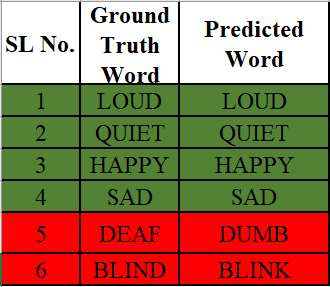 SL No. Ground Truth Word Predicted Word
1 LOUD LOUD
2 QUIET QUIET
3 HAPPY HAPPY
4 SAD SAD
5 DEAF DUMB
6 BLIND BLINK